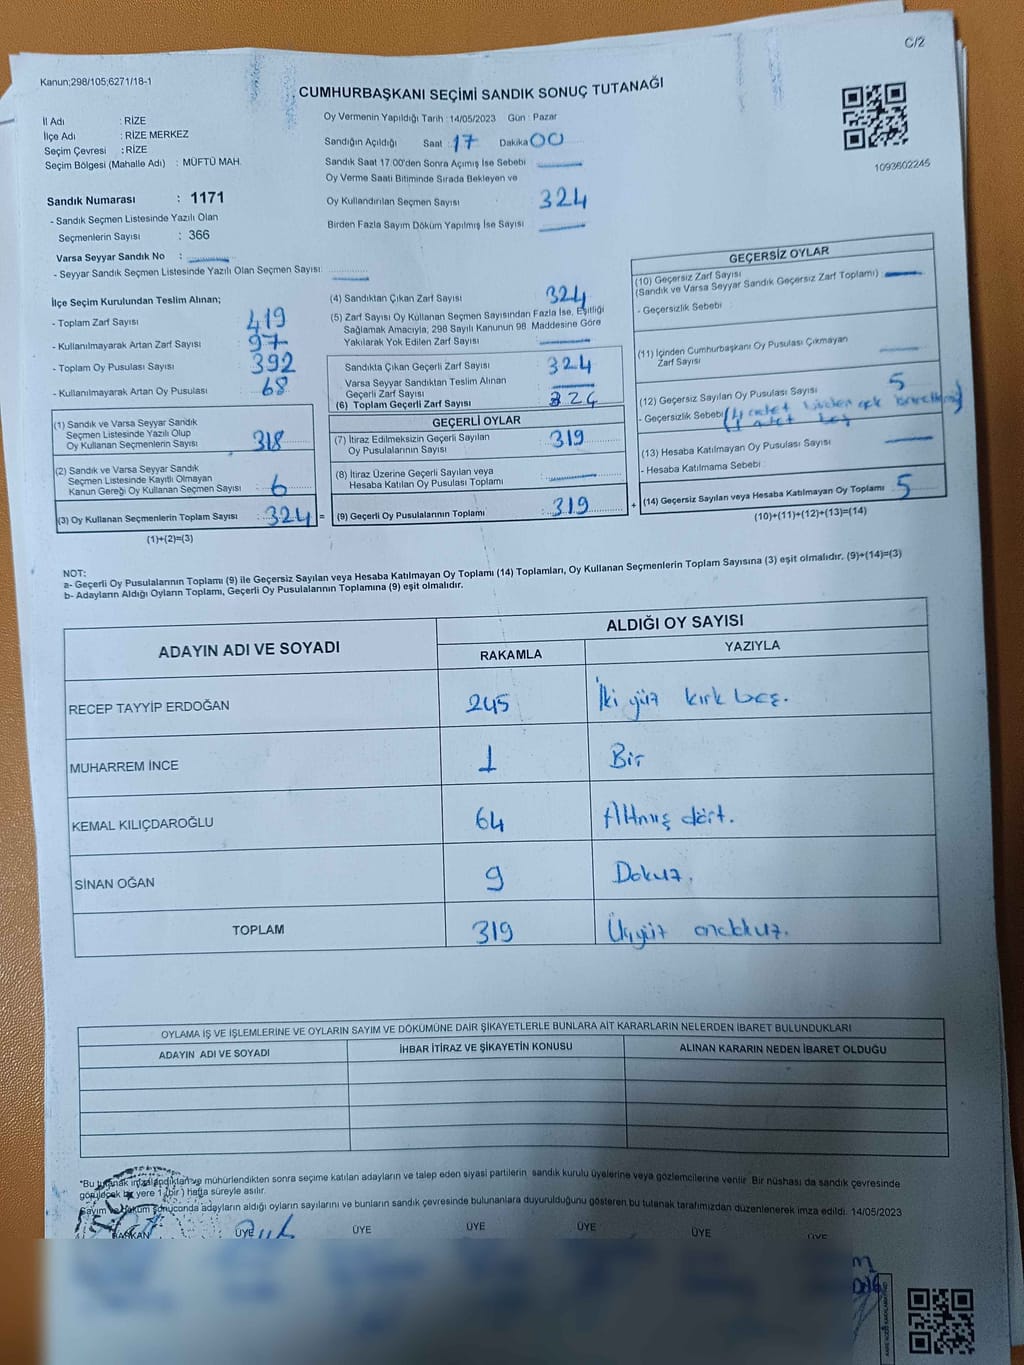 C/2
Kanun;298/105;6271/18-1
CUMHURBAŞKANI SEÇİMİ SANDIK SONUÇ TUTANAĞI
İl Adı : RİZE
İlçe Adı : RİZE MERKEZ
Seçim Çevresi : RİZE
Seçim Bölgesi (Mahalle Adı) : MÜFTÜ MAH.
Sandık Numarası : 1171
- Sandık Seçmen Listesinde Yazılı Olan
Seçmenlerin Sayısı : 366
Varsa Seyyar Sandık No :
- Seyyar Sandık Seçmen Listesinde Yazılı Olan Seçmen Sayısı:
Oy Vermenin Yapıldığı Tarih : 14/05/2023 Gün : Pazar
Sandığın Açıldığı Saat : 17 Dakika 00
Sandık Saat 17:00'den Sonra Açımış İse Sebebi
Oy Verme Saati Bitiminde Sırada Bekleyen ve
Oy Kullandırılan Seçmen Sayısı 324
Birden Fazla Sayım Döküm Yapılmış İse Sayısı
1093602245
İlçe Seçim Kurulundan Teslim Alınan;
- Toplam Zarf Sayısı 419
- Kullanılmayarak Artan Zarf Sayısı 97
- Toplam Oy Pusulası Sayısı 392
- Kullanılmayarak Artan Oy Pusulası 68
(1) Sandık ve Varsa Seyyar Sandık
Seçmen Listesinde Yazılı Olup
Oy Kullanan Seçmenlerin Sayısı 318
(2) Sandık ve Varsa Seyyar Sandık
Seçmen Listesinde Kayıtlı Olmayan
Kanun Gereği Oy Kullanan Seçmen Sayısı 6
(3) Oy Kullanan Seçmenlerin Toplam Sayısı : 324 =
(1)+(2)=(3)
(4) Sandıktan Çıkan Zarf Sayısı 324
(5) Zarf Sayısı Oy Kullanan Seçmen Sayısından Fazla İse, Eşitliği
Sağlamak Amacıyla, 298 Sayılı Kanunun 98. Maddesine Göre
Yakılarak Yok Edilen Zarf Sayısı
Sandıkta Çıkan Geçerli Zarf Sayısı 324
Varsa Seyyar Sandıktan Teslim Alınan
Geçerli Zarf Sayısı
(6) Toplam Geçerli Zarf Sayısı 324
GEÇERLİ OYLAR
(7) İtiraz Edilmeksizin Geçerli Sayılan
Oy Pusulalarının Sayısı 319
(8) İtiraz Üzerine Geçerli Sayılan veya
Hesaba Katılan Oy Pusulası Toplamı
(9) Geçerli Oy Pusulalarının Toplamı : 319 +
GEÇERSİZ OYLAR
(10) Geçersiz Zarf Sayısı
(Sandık ve Varsa Seyyar Sandık Geçersiz Zarf Toplamı)
- Geçersizlik Sebebi :
(11) İçinden Cumhurbaşkanı Oy Pusulası Çıkmayan
Zarf Sayısı
(12) Geçersiz Sayılan Oy Pusulası Sayısı 5
- Geçersizlik Sebebi (4 adet birden çok
1 adet boş
(13) Hesaba Katılmayan Oy Pusulası Sayısı
- Hesaba Katılmama Sebebi :
(14) Geçersiz Sayılan veya Hesaba Katılmayan Oy Toplamı 5
(10)+(11)+(12)+(13)=(14)
NOT:
a- Geçerli Oy Pusulalarının Toplamı (9) ile Geçersiz Sayılan veya Hesaba Katılmayan Oy Toplamı (14) Toplamları, Oy Kullanan Seçmenlerin Toplam Sayısına (3) eşit olmalıdır. (9)+(14)=(3)
b- Adayların Aldığı Oyların Toplamı, Geçerli Oy Pusulalarının Toplamına (9) eşit olmalıdır.
ADAYIN ADI VE SOYADI ALDIĞI OY SAYISI
RAKAMLA YAZIYLA
RECEP TAYYİP ERDOĞAN 245 İki yüz kırk beş.
MUHARREM İNCE 1 Bir
KEMAL KILIÇDAROĞLU 64 Altmış dört.
SİNAN OĞAN 9 Dokuz.
TOPLAM 319 Üçyüz ondokuz.
OYLAMA İŞ VE İŞLEMLERİNE VE OYLARIN SAYIM VE DÖKÜMÜNE DAİR ŞİKAYETLERLE BUNLARA AİT KARARLARIN NELERDEN İBARET BULUNDUKLARI
ADAYIN ADI VE SOYADI İHBAR İTİRAZ VE ŞİKAYETİN KONUSU ALINAN KARARIN NEDEN İBARET OLDUĞU
*Bu tutanak imzalandıktan ve mühürlendikten sonra seçime katılan adayların ve talep eden siyasi partilerin sandık kurulu üyelerine veya gözlemcilerine verilir. Bir nüshası da sandık çevresinde
görülecek bir yere 1 (bir) hafta süreyle asılır.
Sayım ve döküm sonuconda adayların aldığı oyların sayılarını ve bunların sandık çevresinde bulunanlara duyurulduğunu gösteren bu tutanak tarafımızdan düzenlenerek imza edildi. 14/05/2023
BAŞKAN ÜYE ÜYE ÜYE ÜYE ÜYE ÜYE